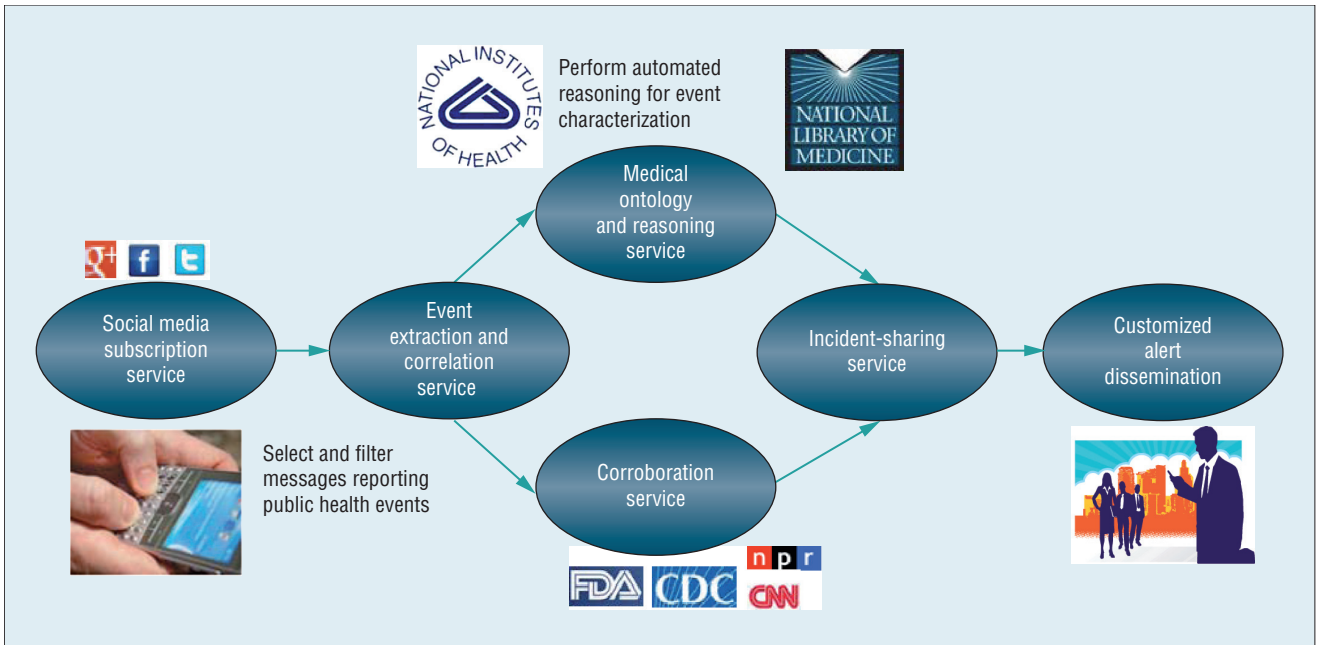 NATIONAL INSTITUTES
OF HEALTH
Perform automated
reasoning for event
characterization
NATIONAL
LIBRARY OF
MEDICINE
Medical
ontology
and reasoning
service
g+ f t
Social media
subscription
service
Event
extraction and
correlation
service
Incident-sharing
service
Customized
alert
dissemination
Select and filter
messages reporting
public health events
Corroboration
service
FDA
CDC
npr
CNN